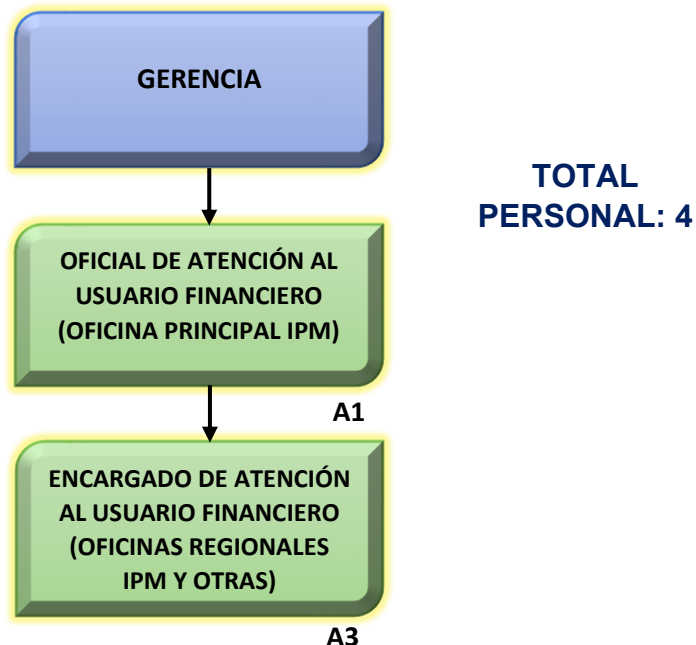 GERENCIA
TOTAL
PERSONAL: 4
OFICIAL DE ATENCIÓN AL
USUARIO FINANCIERO
(OFICINA PRINCIPAL IPM)
A1
ENCARGADO DE ATENCIÓN
AL USUARIO FINANCIERO
(OFICINAS REGIONALES
IPM Y OTRAS)
A3